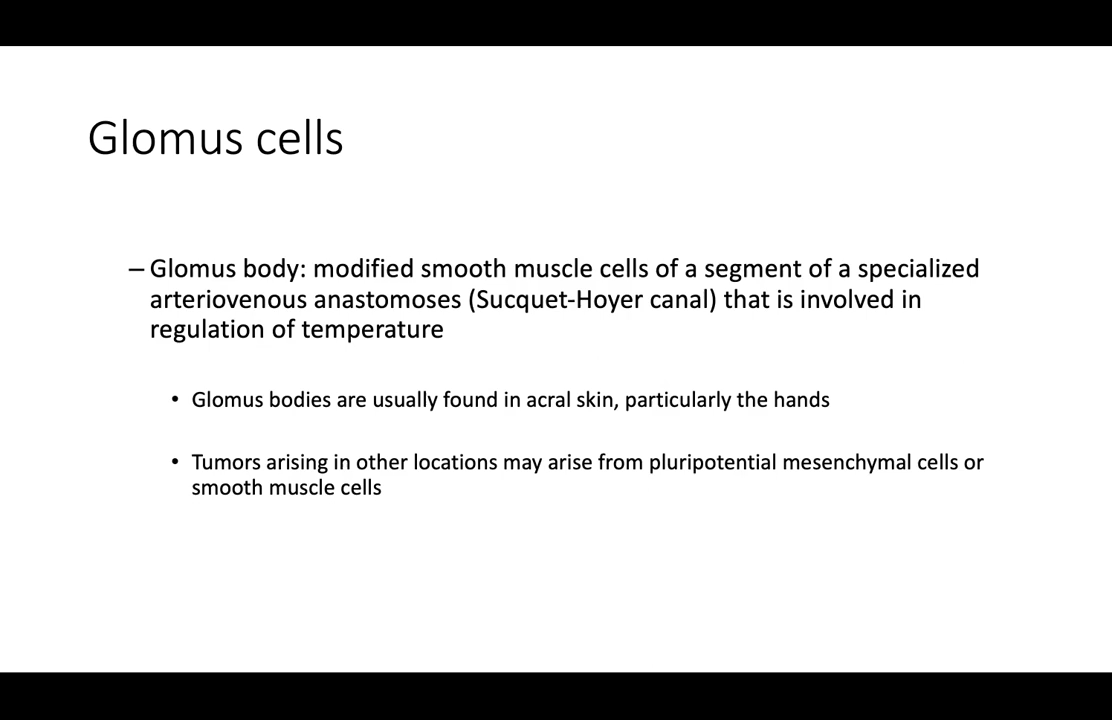 Glomus cells
– Glomus body: modified smooth muscle cells of a segment of a specialized
arteriovenous anastomoses (Sucquet-Hoyer canal) that is involved in
regulation of temperature
• Glomus bodies are usually found in acral skin, particularly the hands
• Tumors arising in other locations may arise from pluripotential mesenchymal cells or
smooth muscle cells